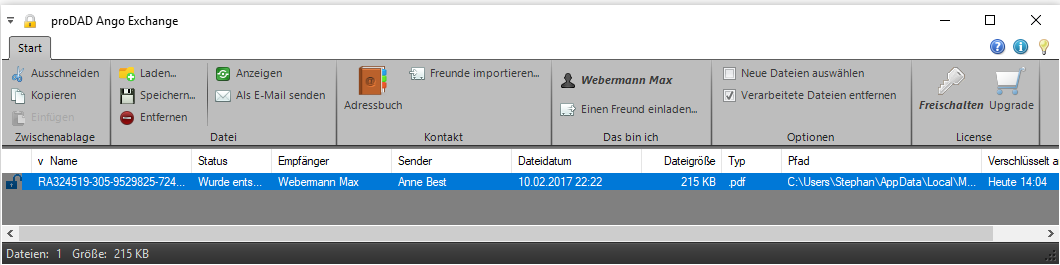 proDAD Ango Exchange
Start
Ausschneiden
Kopieren
Einfügen
Zwischenablage
Laden...
Speichern...
Entfernen
Anzeigen
Als E-Mail senden
Datei
Adressbuch
Freunde importieren...
Kontakt
Webermann Max
Einen Freund einladen...
Das bin ich
Neue Dateien auswählen
Verarbeitete Dateien entfernen
Optionen
Freischalten
Upgrade
License
v Name Status Empfänger Sender Dateidatum Dateigröße Typ Pfad Verschlüsselt a
RA324519-305-9529825-724... Wurde ents... Webermann Max Anne Best 10.02.2017 22:22 215 KB .pdf C:\Users\Stephan\AppData\Local\M... Heute 14:04
Dateien: 1 Größe: 215 KB